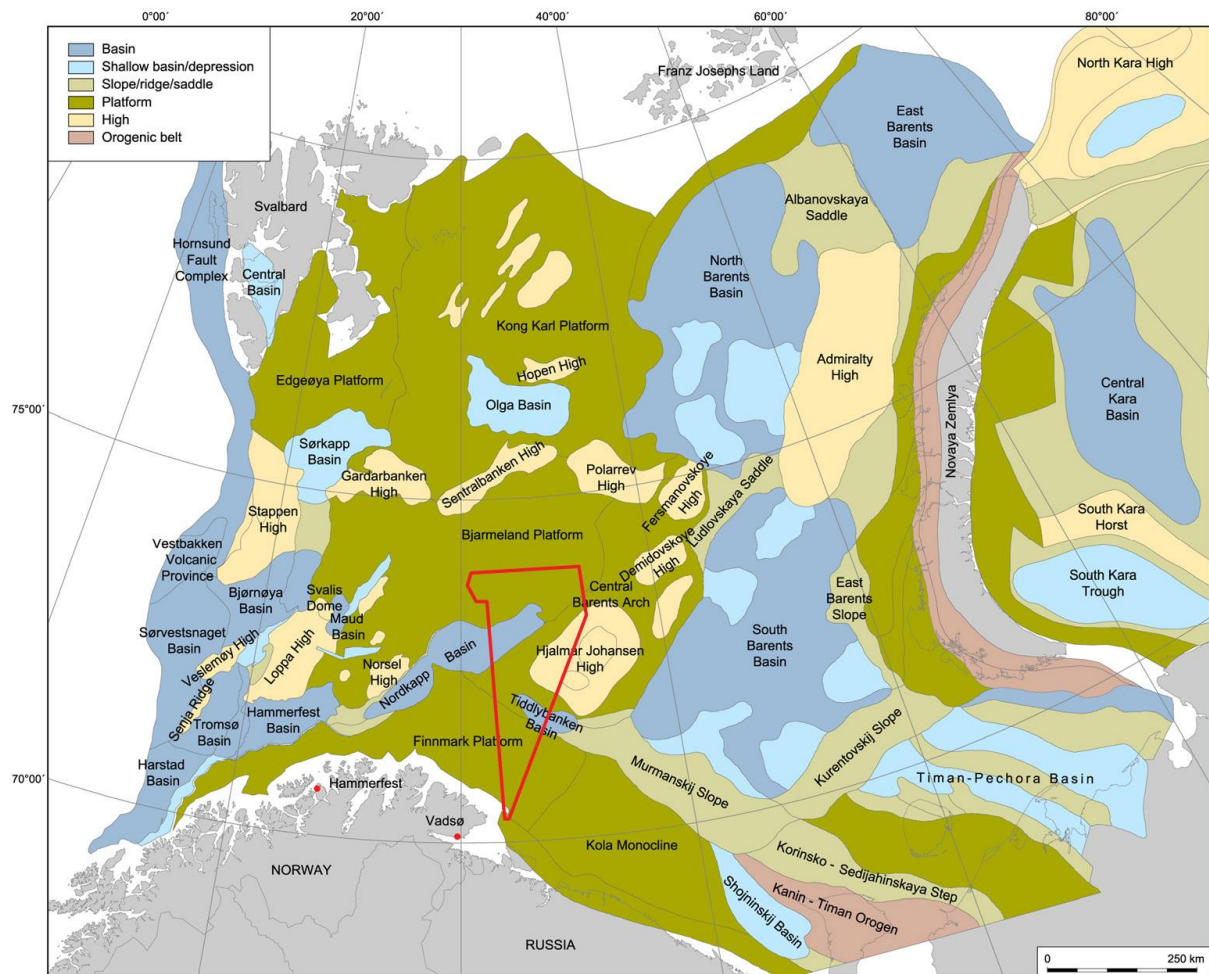 0°00´
20°00´
40°00´
60°00´
80°00´
Basin
Shallow basin/depression
Slope/ridge/saddle
Platform
High
Orogenic belt
Franz Josephs Land
North Kara High
East
Barents
Basin
Svalbard
Albanovskaya
Saddle
Hornsund
Fault
Complex
Central
Basin
North
Barents
Basin
Kong Karl Platform
Admiralty
High
Hopen High
Edgeøya Platform
Olga Basin
Central
Kara
Basin
75°00´
Novaya Zemlya
Sørkapp
Basin
Gardarbanken
High
Sentralbanken High
Polarrev
High
Fersmanovskoye
High
Ludlovskaya Saddle
Stappen
High
South Kara
Horst
Bjarmeland Platform
Vestbakken
Volcanic
Province
Demidovskoye
High
South Kara
Trough
Bjørnøya
Basin
Svalis
Dome
Maud
Basin
Central
Barents Arch
East
Barents
Slope
Sørvestsnaget
Basin
Veslemøy High
Loppa High
South
Barents
Basin
Norsel
High
Nordkapp
Basin
Hjalmar Johansen
High
Senja Ridge
Tromsø
Basin
Hammerfest
Basin
Tiddlybanken
Basin
Finnmark Platform
Kurentovskij Slope
Harstad
Basin
Murmanskij Slope
Timan-Pechora Basin
70°00´
Hammerfest
Vadsø
Kola Monocline
NORWAY
Korinsko - Sedijahinskaya Step
Shojninskij Basin
Kanin - Timan Orogen
RUSSIA
0
250 km